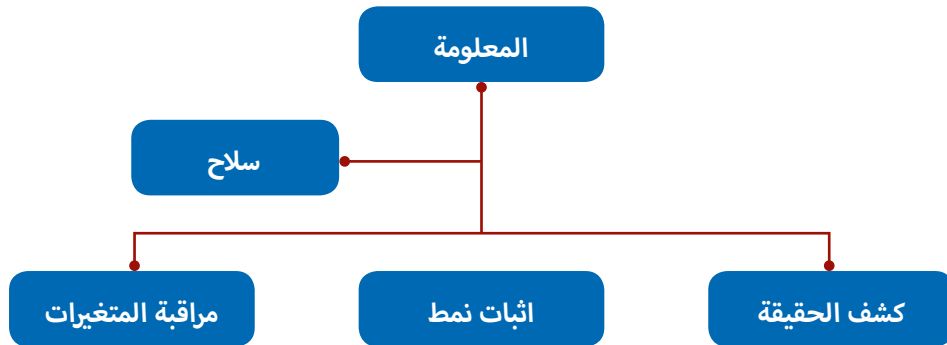 المعلومة
سلاح
كشف الحقيقة
اثبات نمط
مراقبة المتغيرات